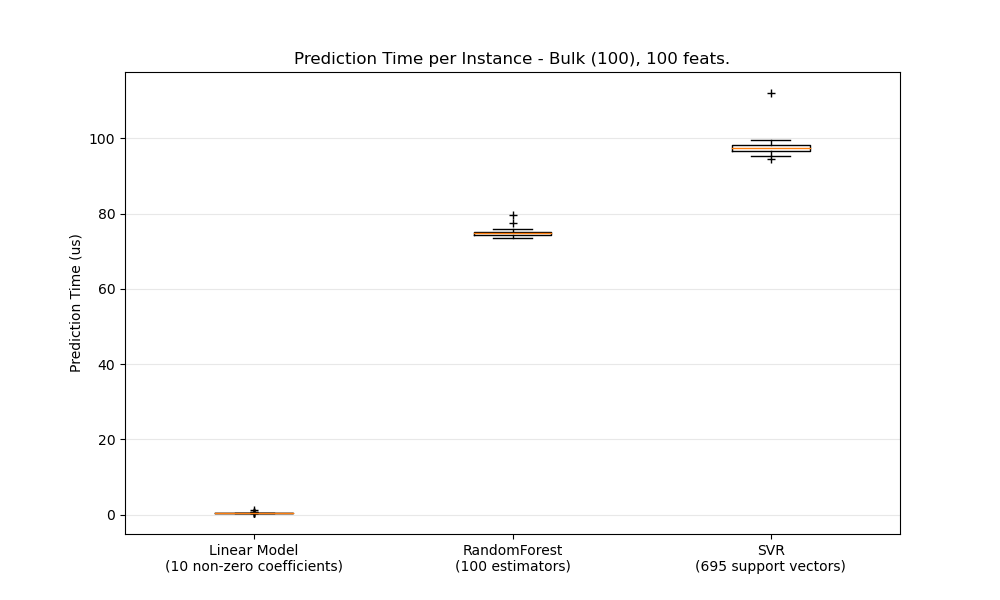 Prediction Time per Instance - Bulk (100), 100 feats.
Prediction Time (us)
100
80
60
40
20
0
Linear Model
(10 non-zero coefficients)
RandomForest
(100 estimators)
SVR
(695 support vectors)